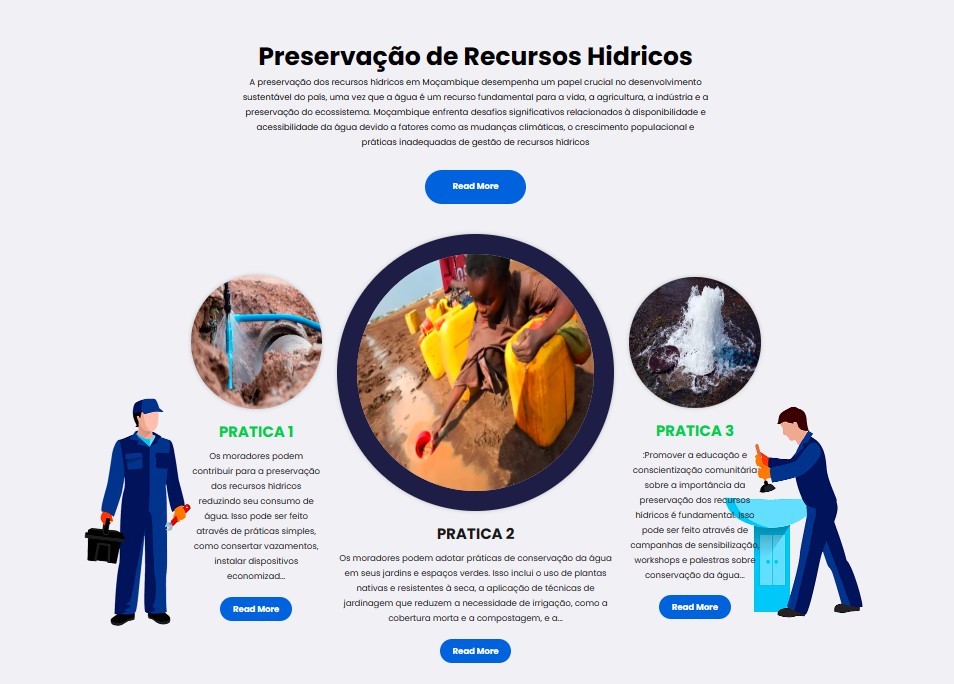 Preservação de Recursos Hidricos
A preservação dos recursos hídricos em Moçambique desempenha um papel crucial no desenvolvimento
sustentável do país, uma vez que a água é um recurso fundamental para a vida, a agricultura, a indústria e a
preservação do ecossistema. Moçambique enfrenta desafios significativos relacionados à disponibilidade e
acessibilidade da água devido a fatores como as mudanças climáticas, o crescimento populacional e
práticas inadequadas de gestão de recursos hídricos
Read More
PRATICA 1
Os moradores podem
contribuir para a preservação
dos recursos hídricos
reduzindo seu consumo de
água. Isso pode ser feito
através de práticas simples,
como consertar vazamentos,
instalar dispositivos
economizad...
Read More
PRATICA 2
Os moradores podem adotar práticas de conservação da água
em seus jardins e espaços verdes. Isso inclui o uso de plantas
nativas e resistentes à seca, a aplicação de técnicas de
jardinagem que reduzem a necessidade de irrigação, como a
cobertura morta e a compostagem, e a...
Read More
PRATICA 3
:Promover a educação e
conscientização comunitária
sobre a importância da
preservação dos recursos
hídricos é fundamental. Isso
pode ser feito através de
campanhas de sensibilização,
workshops e palestras sobre
conservação da água...
Read More